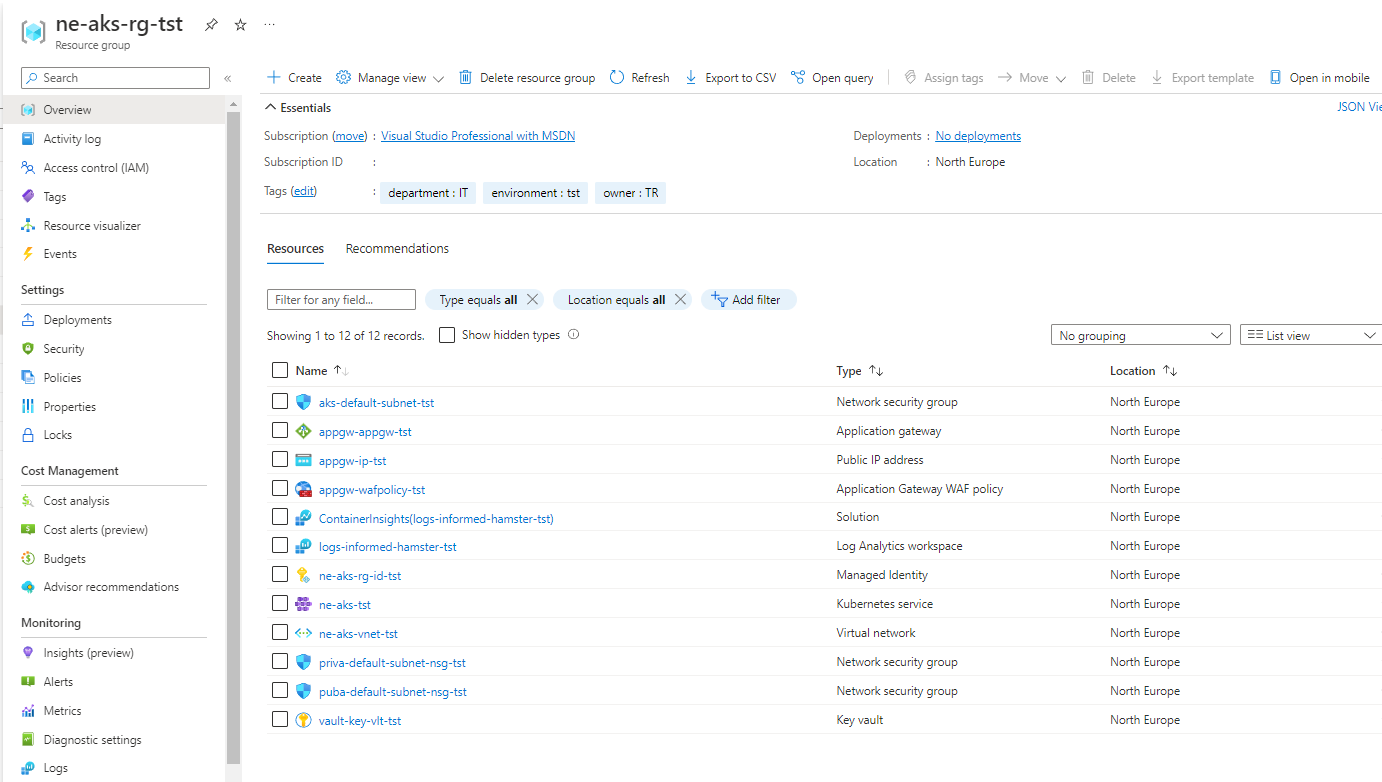 ne-aks-rg-tst
Resource group
Search
Overview
Activity log
Access control (IAM)
Tags
Resource visualizer
Events
Settings
Deployments
Security
Policies
Properties
Locks
Cost Management
Cost analysis
Cost alerts (preview)
Budgets
Advisor recommendations
Monitoring
Insights (preview)
Alerts
Metrics
Diagnostic settings
Logs
Create Manage view Delete resource group Refresh Export to CSV Open query Assign tags Move Delete Export template Open in mobile
Essentials JSON Vie
Subscription (move) : Visual Studio Professional with MSDN Deployments : No deployments
Subscription ID : Location : North Europe
Tags (edit) : department : IT environment : tst owner : TR
Resources Recommendations
Filter for any field... Type equals all Location equals all Add filter
Showing 1 to 12 of 12 records. Show hidden types No grouping List view
Name Type Location
aks-default-subnet-tst Network security group North Europe
appgw-appgw-tst Application gateway North Europe
appgw-ip-tst Public IP address North Europe
appgw-wafpolicy-tst Application Gateway WAF policy North Europe
ContainerInsights(logs-informed-hamster-tst) Solution North Europe
logs-informed-hamster-tst Log Analytics workspace North Europe
ne-aks-rg-id-tst Managed Identity North Europe
ne-aks-tst Kubernetes service North Europe
ne-aks-vnet-tst Virtual network North Europe
priva-default-subnet-nsg-tst Network security group North Europe
puba-default-subnet-nsg-tst Network security group North Europe
vault-key-vlt-tst Key vault North Europe